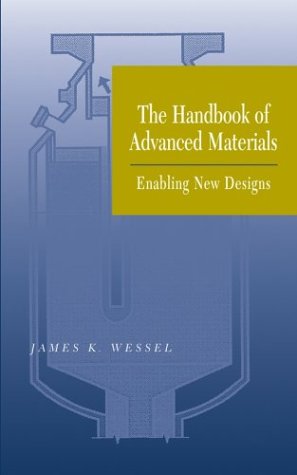 The Handbook of
Advanced Materials
Enabling New Designs
JAMES K. WESSEL